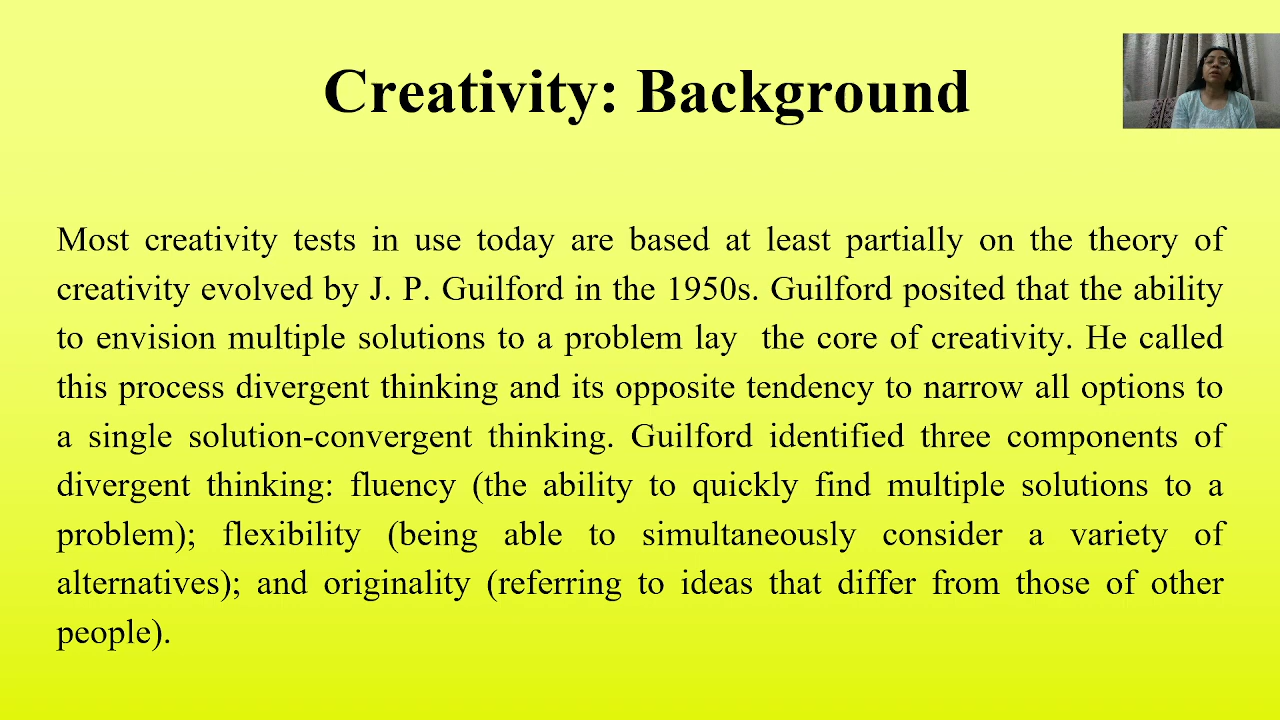 Creativity: Background
Most creativity tests in use today are based at least partially on the theory of
creativity evolved by J. P. Guilford in the 1950s. Guilford posited that the ability
to envision multiple solutions to a problem lay  the core of creativity. He called
this process divergent thinking and its opposite tendency to narrow all options to
a single solution-convergent thinking. Guilford identified three components of
divergent thinking: fluency (the ability to quickly find multiple solutions to a
problem); flexibility (being able to simultaneously consider a variety of
alternatives); and originality (referring to ideas that differ from those of other
people).